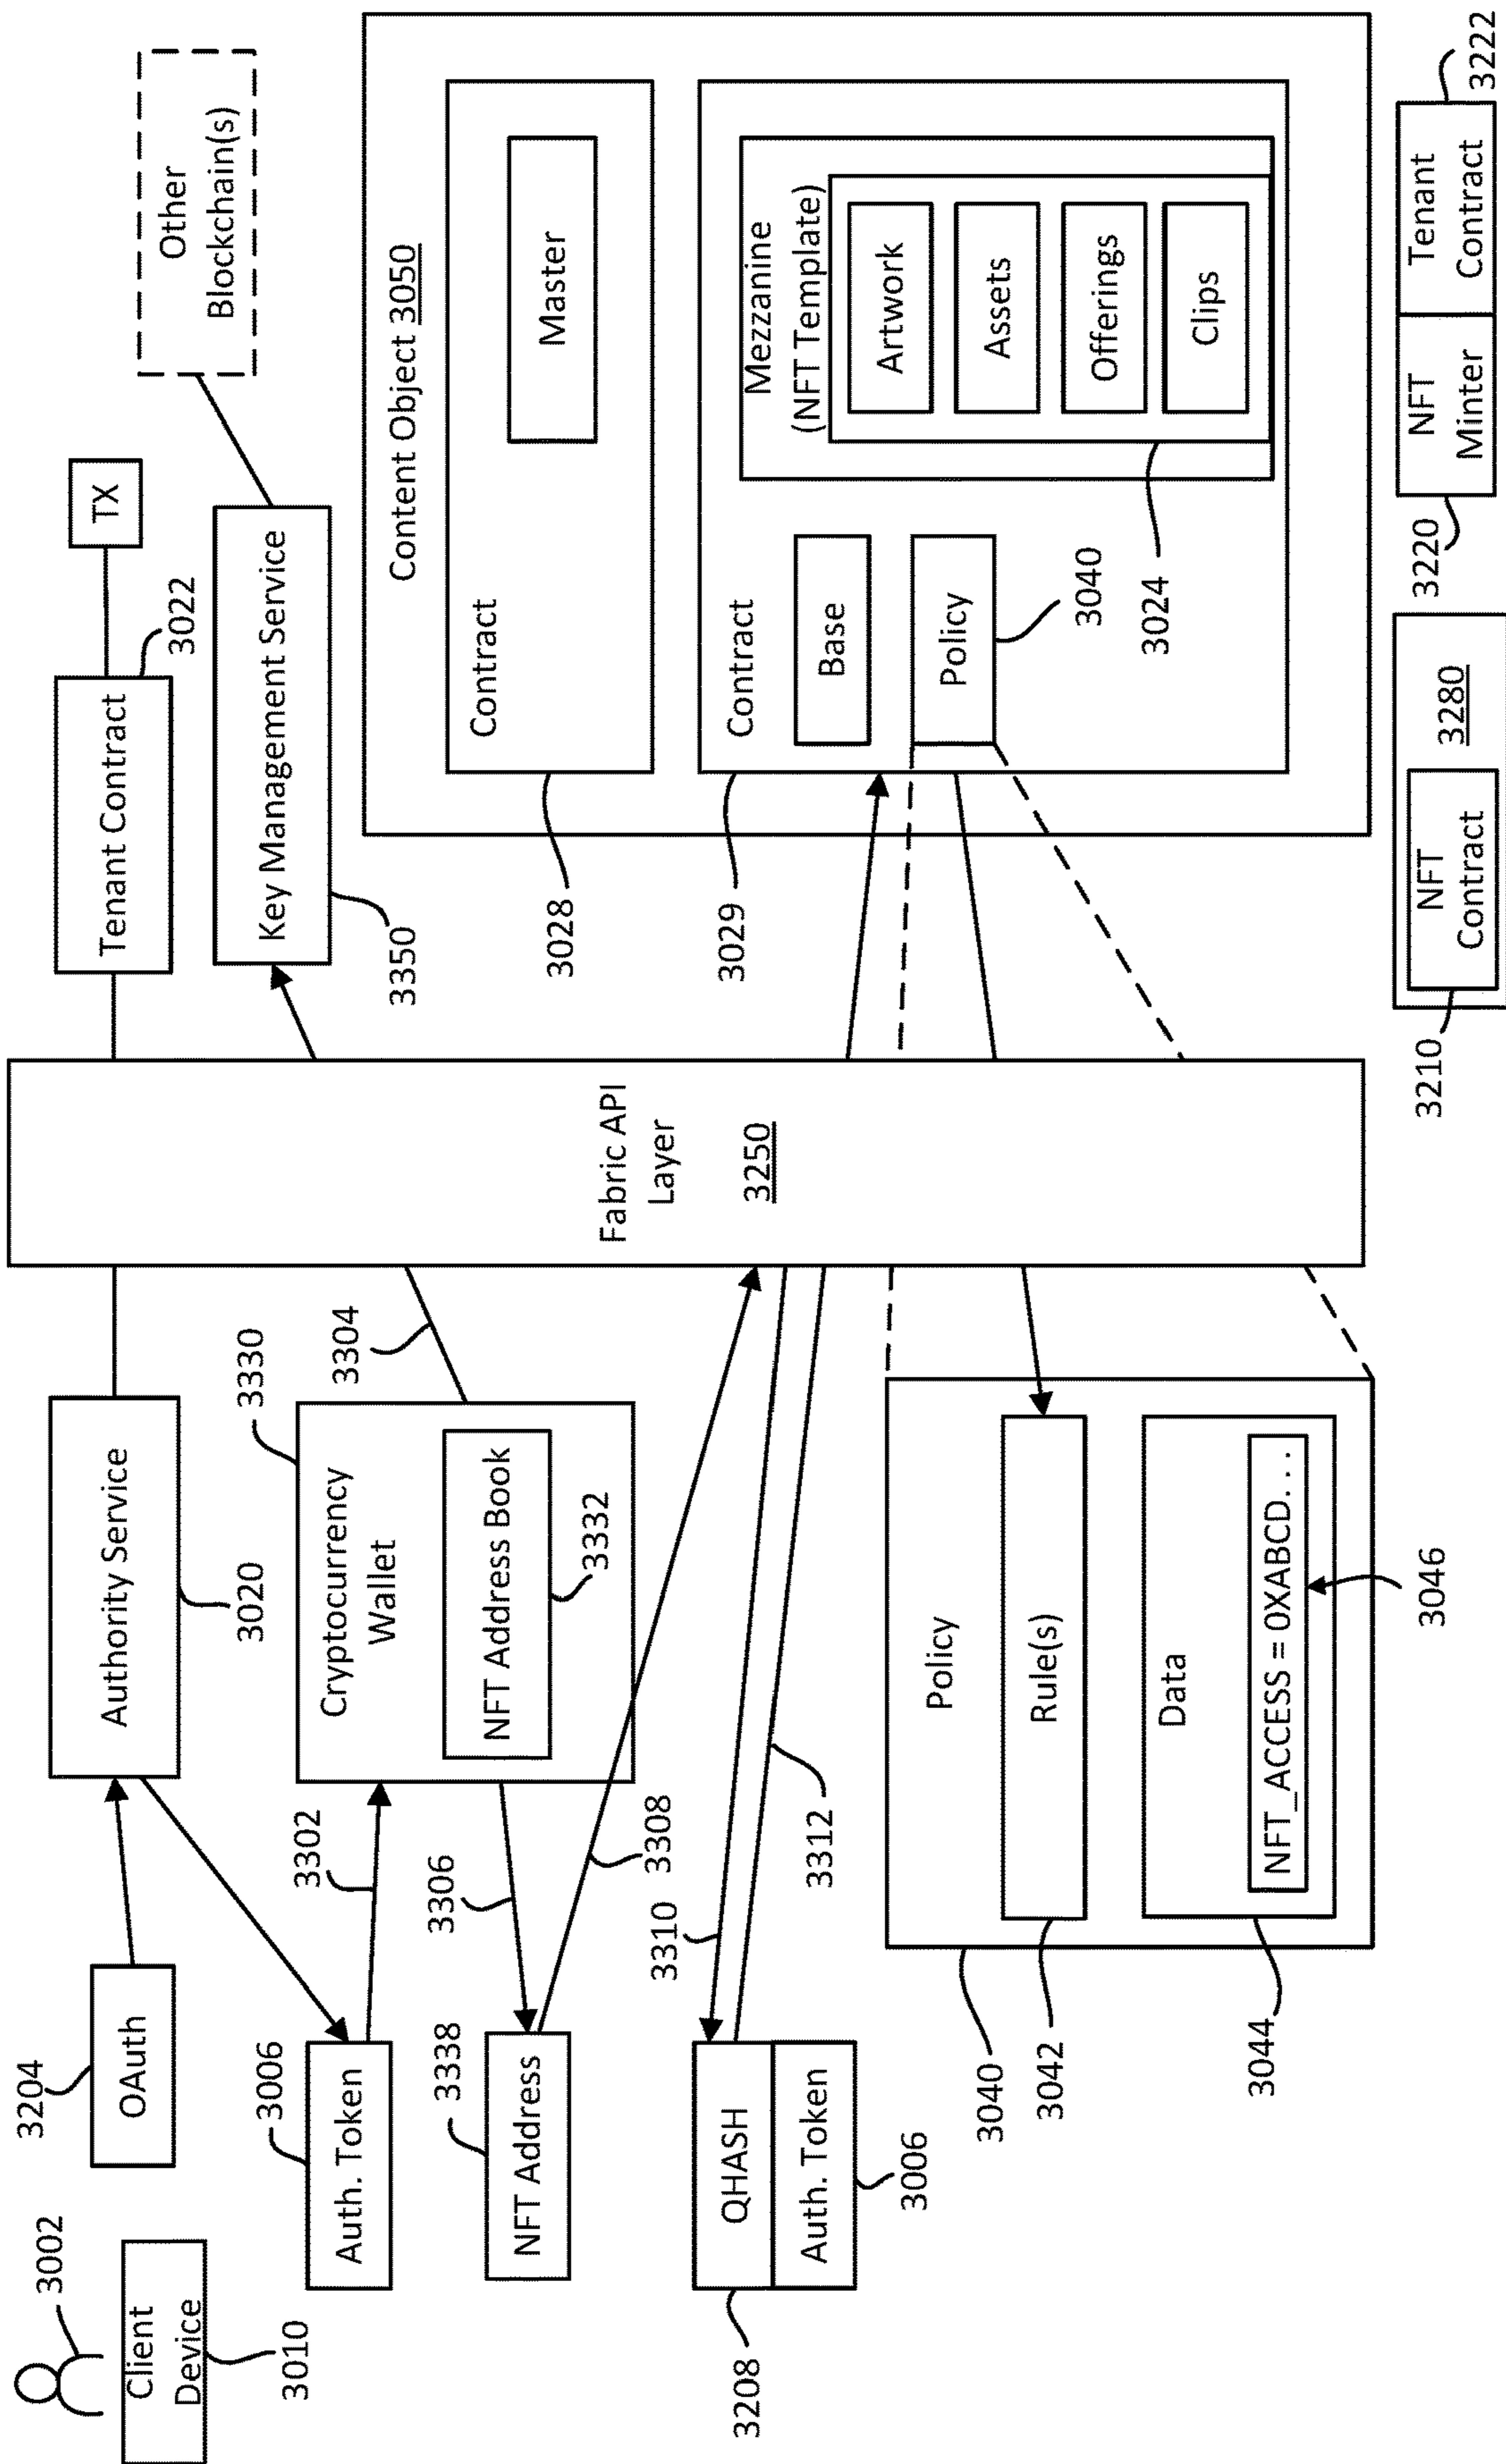 3002
Client
Device
3010
3204
OAuth
3006
Auth. Token
3338
NFT Address
3208
QHASH
Auth. Token
3006
Authority Service
3020
3302
3330
Cryptocurrency
Wallet
NFT Address Book
3332
3304
3306
3308
3310
3312
3040
Policy
Rule(s)
3042
Data
3044
NFT_ACCESS = 0XABCD...
3046
Fabric API
Layer
3250
Tenant Contract
3022
TX
Key Management Service
3350
Other
Blockchain(s)
Content Object 3050
Contract
Master
3028
Contract
3029
Base
Policy
3040
Mezzanine
(NFT Template)
Artwork
Assets
Offerings
Clips
3024
3210
NFT
Contract
3280
3220
NFT
Minter
Tenant
Contract
3222